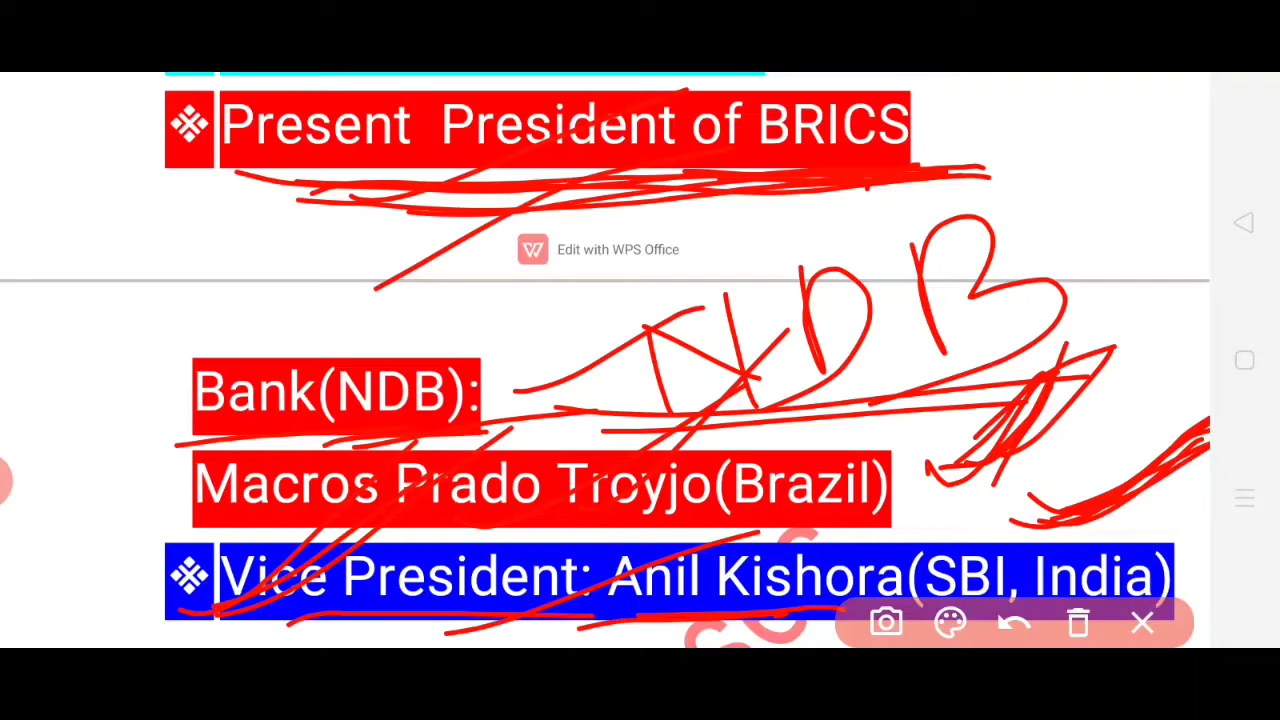 ❖ Present President of BRICS
Edit with WPS Office
NDB
Bank(NDB):
Macros Prado Troyjo(Brazil)
❖ Vice President: Anil Kishora(SBI, India)